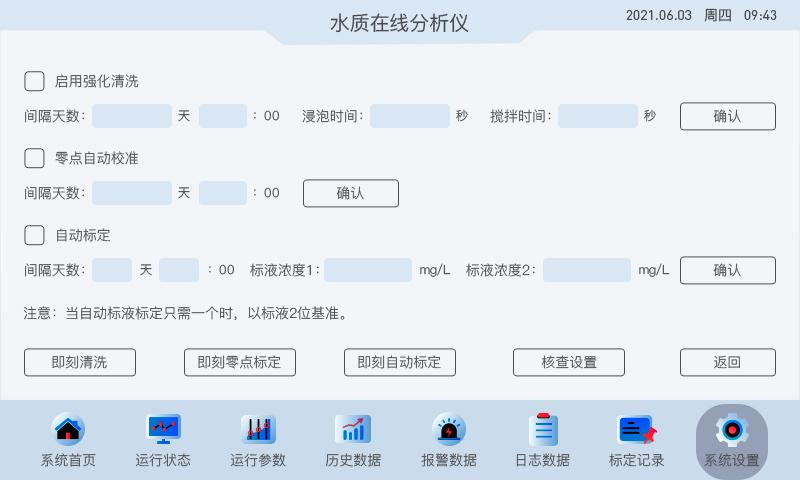 水质在线分析仪 2021.06.03 周四 09:43
启用强化清洗
间隔天数: 天 : 00 浸泡时间: 秒 搅拌时间: 秒 确认
零点自动校准
间隔天数: 天 : 00 确认
自动标定
间隔天数: 天 : 00 标液浓度1: mg/L 标液浓度2: mg/L 确认
注意：当自动标液标定只需一个时，以标液2位基准。
即刻清洗 即刻零点标定 即刻自动标定 核查设置 返回
系统首页 运行状态 运行参数 历史数据 报警数据 日志数据 标定记录 系统设置